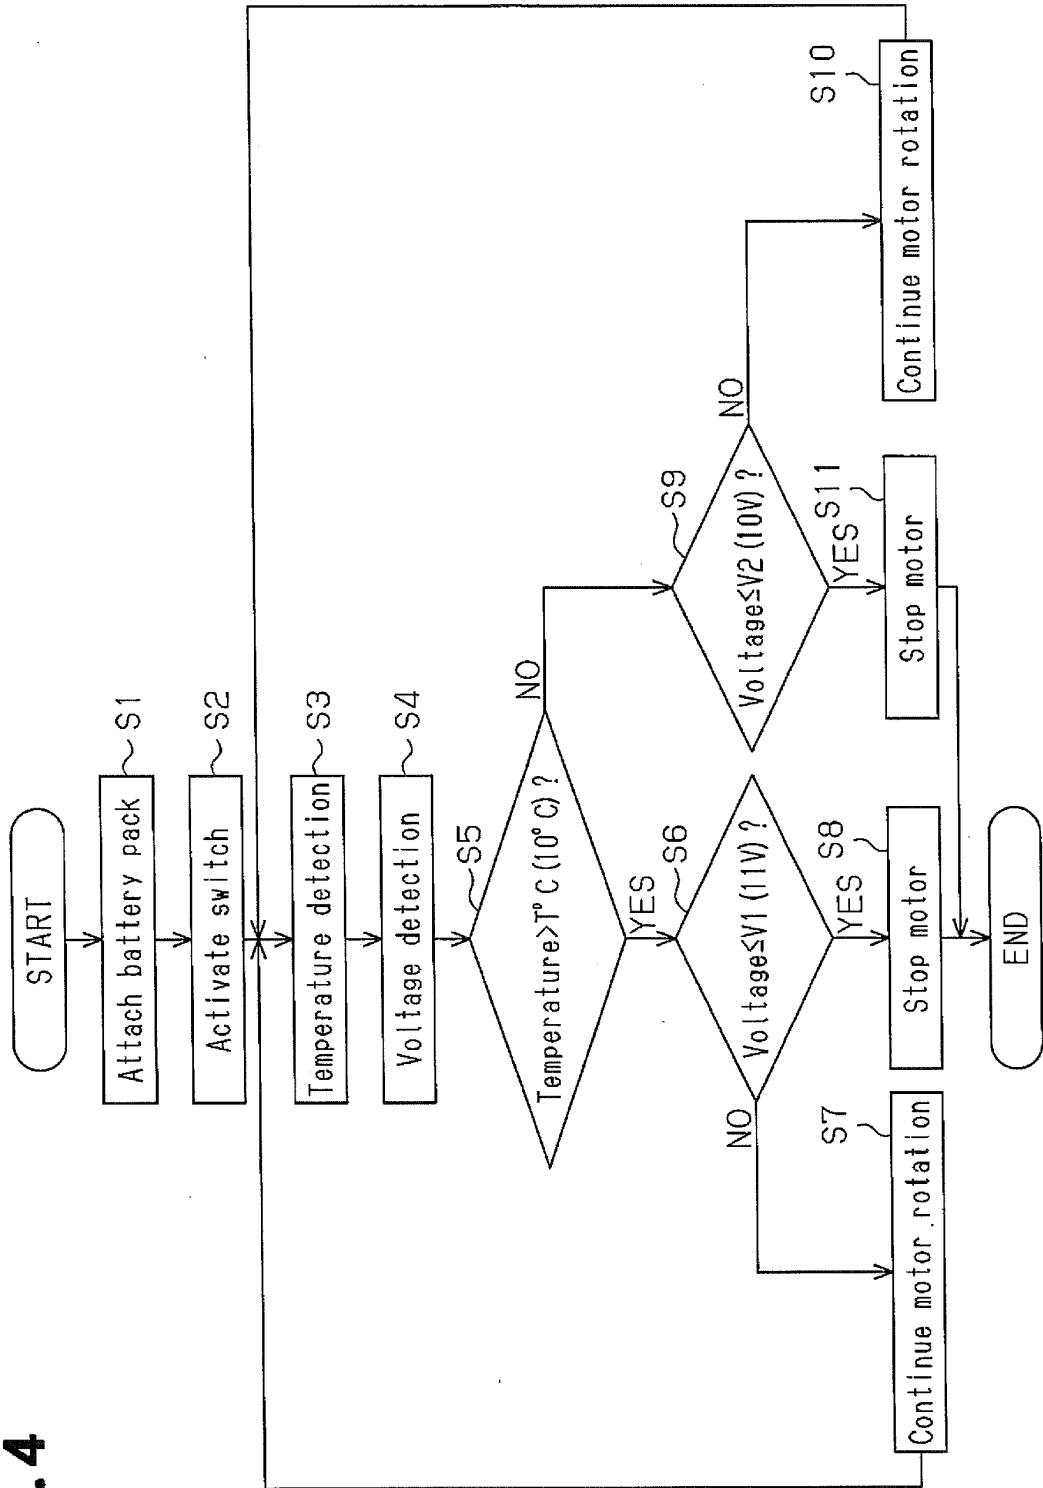 .4
START
Attach battery pack
S1
Activate switch
S2
Temperature detection
S3
Voltage detection
S4
Temperature>T°C (10°C) ?
S5
YES
NO
Voltage≤V1 (11V) ?
S6
NO
YES
Voltage≤V2 (10V) ?
S9
YES
NO
Continue motor rotation
S7
Stop motor
S8
Stop motor
S11
Continue motor rotation
S10
END